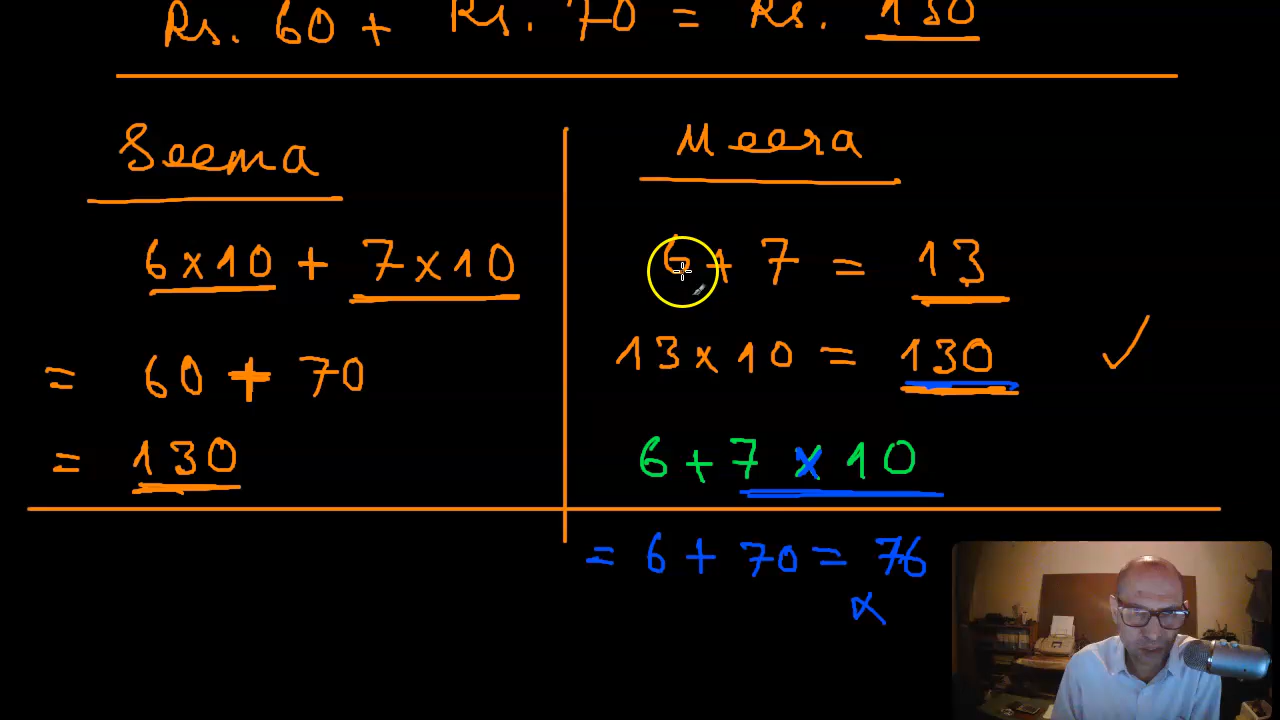 Rs. 60 + Rs. 70 = Rs. 130
Seema
6 x 10 + 7 x 10
= 60 + 70
= 130
Meera
6 + 7 = 13
13 x 10 = 130 ✓
6 + 7 x 10
= 6 + 70 = 76
x